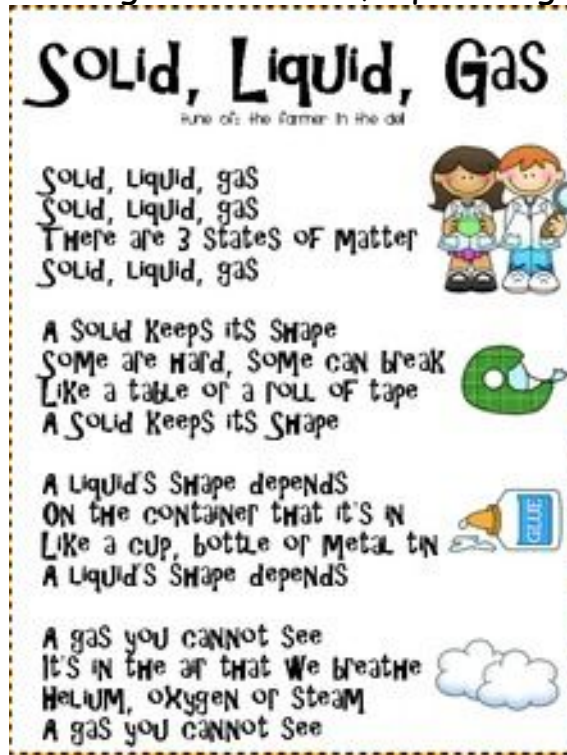 Solid, Liquid, Gas
tune of: the farmer in the dell
Solid, Liquid, gas
Solid, Liquid, gas
There are 3 States of Matter
Solid, Liquid, gas
A Solid Keeps its Shape
Some are Hard, Some can break
Like a table or a roll of tape
A Solid Keeps its Shape
A Liquid's Shape depends
On the container that it's in
Like a cup, bottle or Metal tin
A Liquid's Shape depends
GLUE
A gas you cannot See
It's in the air that We breathe
Helium, oxygen or Steam
A gas you cannot See